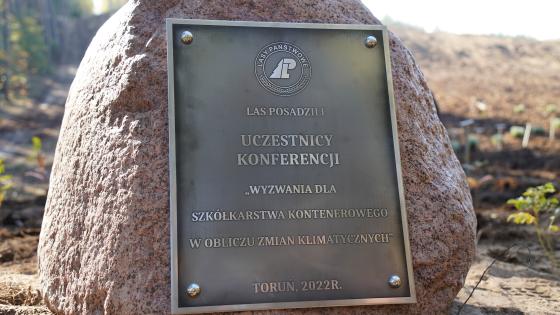 LASY PAŃSTWOWE
LAS POSADZILI
UCZESTNICY
KONFERENCJI
„WYZWANIA DLA
SZKÓŁKARSTWA KONTENEROWEGO
W OBLICZU ZMIAN KLIMATYCZNYCH"
TORUŃ, 2022R.